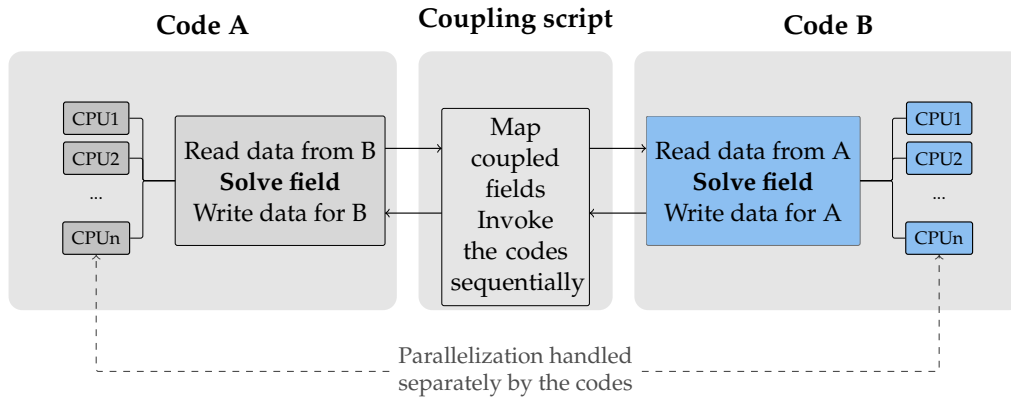 Code A
Coupling script
Code B
CPU1
CPU2
...
CPUn
Read data from B
Solve field
Write data for B
Map
coupled
fields
Invoke
the codes
sequentially
Read data from A
Solve field
Write data for A
CPU1
CPU2
...
CPUn
Parallelization handled
separately by the codes